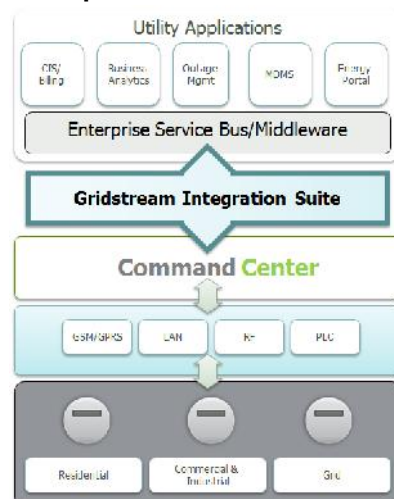 Utility Applications
CIS/
Billing
Business
Analytics
Outage
Mgmt
MDMS
Energy
Portal
Enterprise Service Bus/Middleware
Gridstream Integration Suite
Command Center
GSM/GPRS
LAN
RF
PLC
Residential
Commercial &
Industrial
Grid